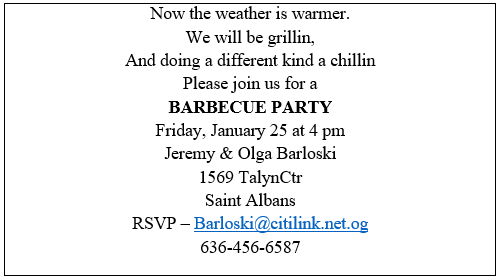 Now the weather is warmer.
We will be grillin,
And doing a different kind a chillin
Please join us for a
BARBECUE PARTY
Friday, January 25 at 4 pm
Jeremy & Olga Barloski
1569 TalynCtr
Saint Albans
RSVP – Barloski@citilink.net.og
636-456-6587